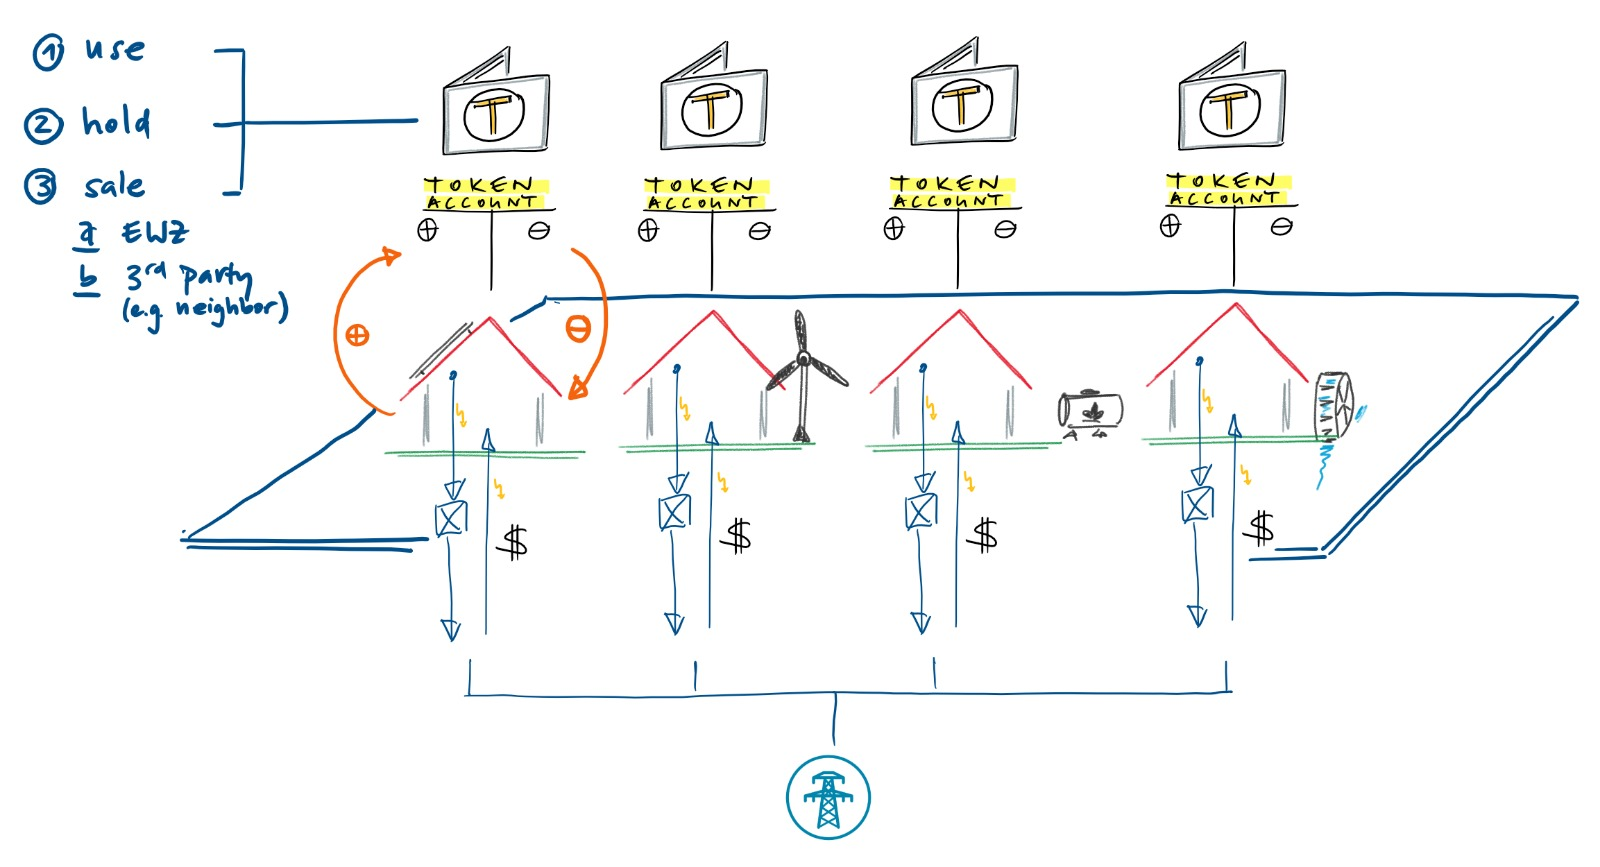 ① use
② hold
③ sale
a EWZ
b 3rd party
(e.g. neighbor)
T
T
T
T
TOKEN
ACCOUNT
TOKEN
ACCOUNT
TOKEN
ACCOUNT
TOKEN
ACCOUNT
⊕ ⊖
⊕ ⊖
⊕ ⊖
⊕ ⊖
⊕ ⊖
$
$
$
$